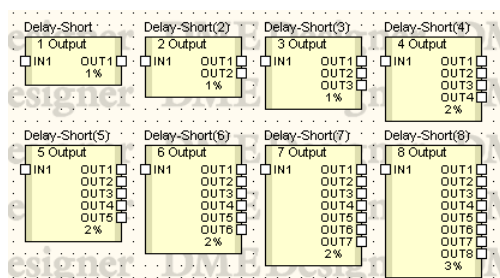 Delay-Short
1 Output
IN1 OUT1
1%
Delay-Short(2)
2 Output
IN1 OUT1
OUT2
1%
Delay-Short(3)
3 Output
IN1 OUT1
OUT2
OUT3
1%
Delay-Short(4)
4 Output
IN1 OUT1
OUT2
OUT3
OUT4
2%
Delay-Short(5)
5 Output
IN1 OUT1
OUT2
OUT3
OUT4
OUT5
2%
Delay-Short(6)
6 Output
IN1 OUT1
OUT2
OUT3
OUT4
OUT5
OUT6
2%
Delay-Short(7)
7 Output
IN1 OUT1
OUT2
OUT3
OUT4
OUT5
OUT6
OUT7
2%
Delay-Short(8)
8 Output
IN1 OUT1
OUT2
OUT3
OUT4
OUT5
OUT6
OUT7
OUT8
3%